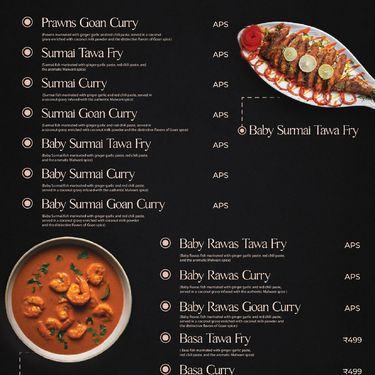 Prawns Goan Curry APS
(Prawns marinated with ginger garlic and red chili paste, served in a coconut
gravy enriched with coconut milk powder and the distinctive flavors of Goan spice)
Surmai Tawa Fry APS
(Surmai fish marinated with ginger garlic paste, red chili paste, and
the aromatic Malwani spice)
Surmai Curry APS
(Surmai fish marinated with ginger garlic and red chili paste, served in
a coconut gravy infused with the authentic Malwani spice)
Surmai Goan Curry APS
(Surmai fish marinated with ginger garlic and red chili paste, served in
a coconut gravy enriched with coconut milk powder and the distinctive flavors of Goan spice)
Baby Surmai Tawa Fry APS
(Baby Surmai fish marinated with ginger garlic paste, red chili paste,
and the aromatic Malwani spice)
Baby Surmai Curry APS
(Baby Surmai fish marinated with ginger garlic and red chili paste,
served in a coconut gravy infused with the authentic Malwani spice)
Baby Surmai Goan Curry APS
(Baby Surmai fish marinated with ginger garlic and red chili paste,
served in a coconut gravy enriched with coconut milk powder
and the distinctive flavors of Goan spice)
Baby Surmai Tawa Fry
Baby Rawas Tawa Fry APS
(Baby Rawas fish marinated with ginger garlic paste, red chili paste,
and the aromatic Malwani spice)
Baby Rawas Curry APS
(Baby Rawas fish marinated with ginger garlic and red chili paste,
served in a coconut gravy infused with the authentic Malwani spice)
Baby Rawas Goan Curry APS
(Baby Rawas fish marinated with ginger garlic and red chili paste,
served in a coconut gravy enriched with coconut milk powder and
the distinctive flavors of Goan spice)
Basa Tawa Fry ₹499
(Basa fish marinated with ginger garlic paste,
red chili paste, and the aromatic Malwani spice)
Basa Curry ₹499